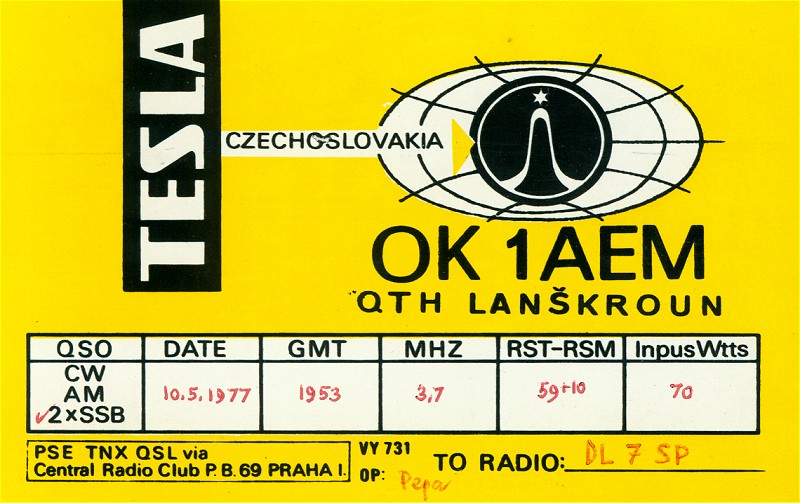 TESLA
CZECHOSLOVAKIA
OK 1AEM
QTH LANŠKROUN
QSO DATE GMT MHZ RST-RSM InpusWtts
CW
AM 10.5.1977 1953 3,7 59+10 70
✓2xSSB
PSE TNX QSL via
Central Radio Club P.B.69 PRAHA I.
VY 731
OP: Pepa
TO RADIO: DL 7 SP